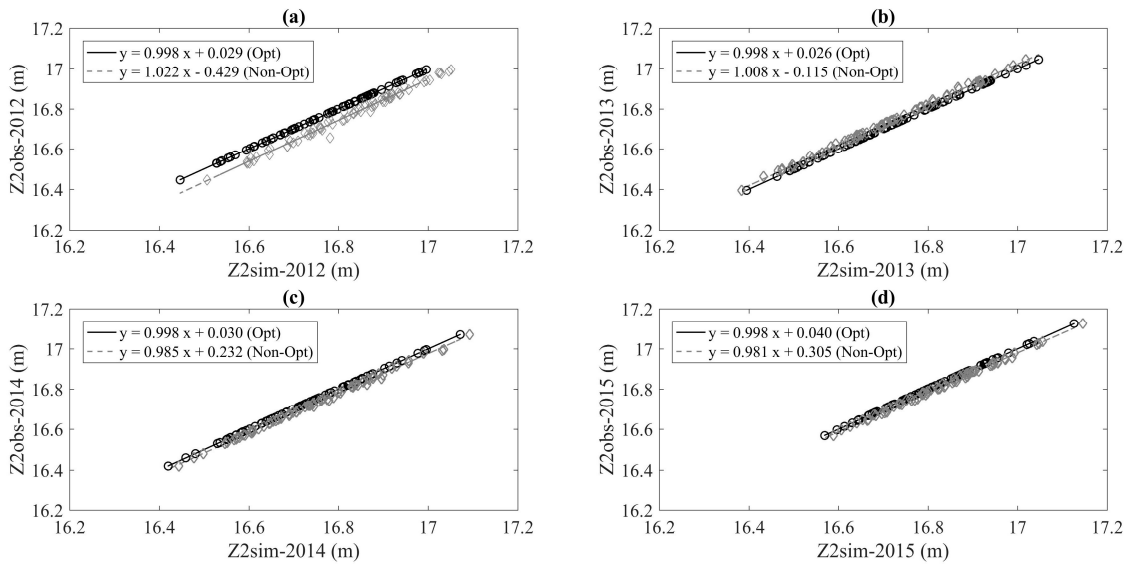 (a)
y = 0.998 x + 0.029 (Opt)
y = 1.022 x - 0.429 (Non-Opt)
17.2
17
16.8
16.6
16.4
16.2
Z2obs-2012 (m)
16.2 16.4 16.6 16.8 17 17.2
Z2sim-2012 (m)
(b)
y = 0.998 x + 0.026 (Opt)
y = 1.008 x - 0.115 (Non-Opt)
17.2
17
16.8
16.6
16.4
16.2
Z2obs-2013 (m)
16.2 16.4 16.6 16.8 17 17.2
Z2sim-2013 (m)
(c)
y = 0.998 x + 0.030 (Opt)
y = 0.985 x + 0.232 (Non-Opt)
17.2
17
16.8
16.6
16.4
16.2
Z2obs-2014 (m)
16.2 16.4 16.6 16.8 17 17.2
Z2sim-2014 (m)
(d)
y = 0.998 x + 0.040 (Opt)
y = 0.981 x + 0.305 (Non-Opt)
17.2
17
16.8
16.6
16.4
16.2
Z2obs-2015 (m)
16.2 16.4 16.6 16.8 17 17.2
Z2sim-2015 (m)